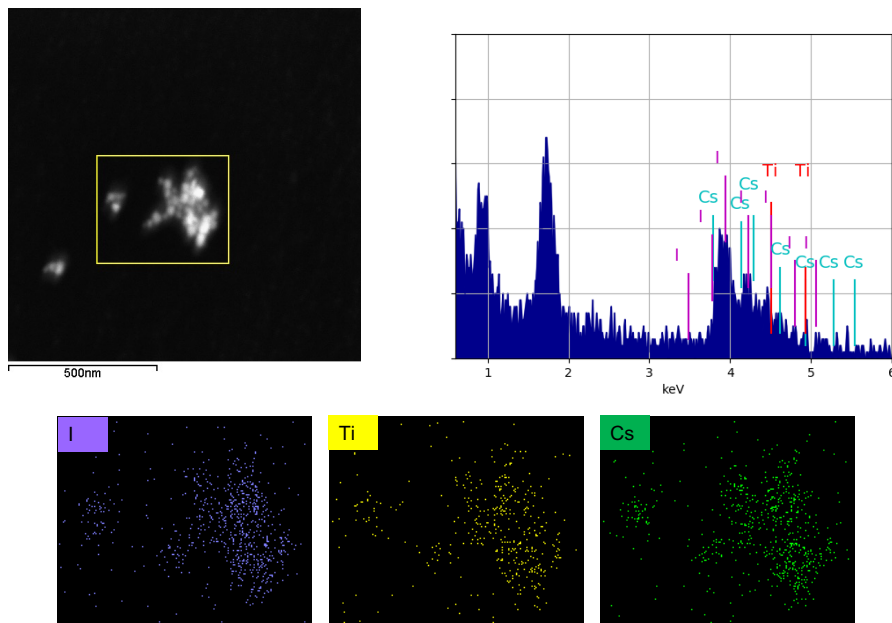 500nm
I
Ti Ti
I I
Cs
Cs
Cs
I
I I
I
Cs
Cs Cs Cs
1 2 3 4 5 6
keV
I Ti Cs